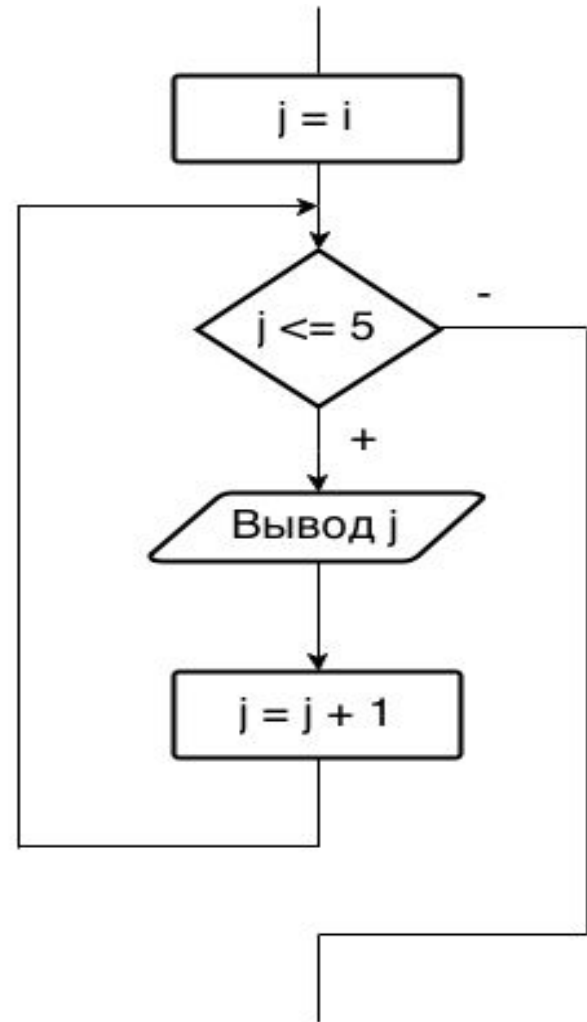 j = i
j <= 5
-
+
Вывод j
j = j + 1